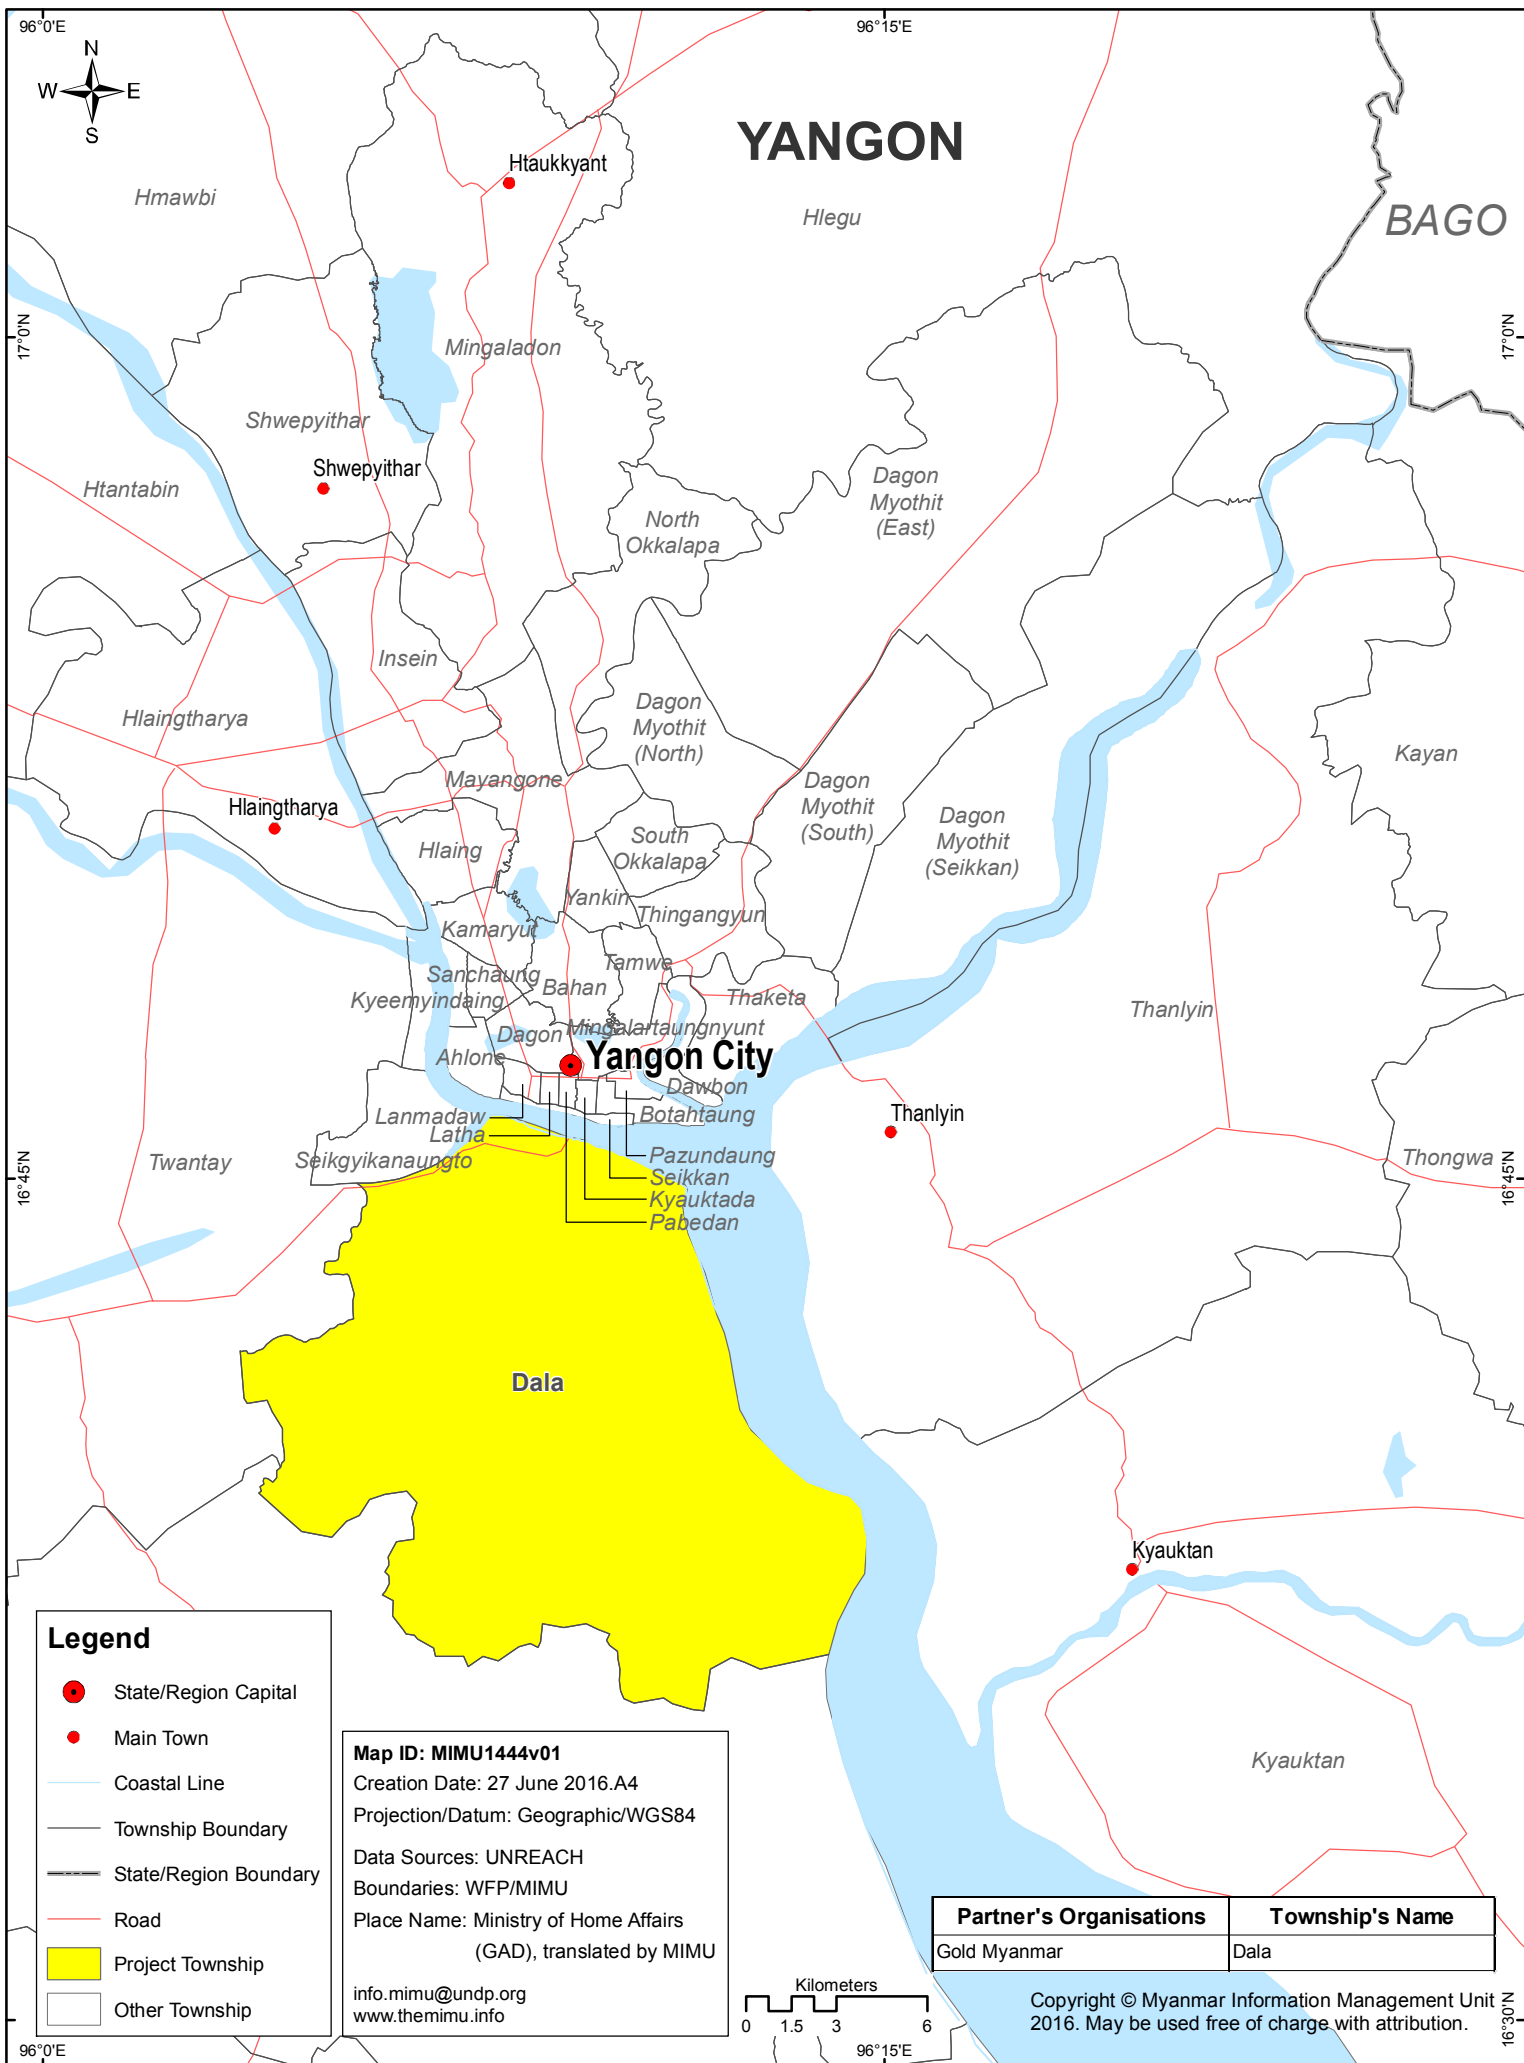 96°0'E
96°15'E
N
W
E
S
YANGON
Htaukkyant
Hmawbi
Hlegu
BAGO
17°0'N
17°0'N
Mingaladon
Shwepyithar
Shwepyithar
Htantabin
Dagon
Myothit
(East)
North
Okkalapa
Insein
Hlaingtharya
Dagon
Myothit
(North)
Kayan
Mayangone
Dagon
Myothit
(South)
Hlaingtharya
Dagon
Myothit
(Seikkan)
Hlaing
South
Okkalapa
Yankin
Thingangyun
Kamaryut
Tamwe
Sanchaung
Bahan
Kyeemyindaing
Thaketa
Thanlyin
Dagon
Mingalartaungnyunt
Ahlone
Yangon City
Dawbon
Lanmadaw
Botahtaung
Thanlyin
Latha
Pazundaung
Twantay
Seikgyikanaungto
Thongwa
Seikkan
Kyauktada
Pabedan
16°45'N
16°45'N
Dala
Kyauktan
Kyauktan
Legend
State/Region Capital
Main Town
Coastal Line
Township Boundary
State/Region Boundary
Road
Project Township
Other Township
Map ID: MIMU1444v01
Creation Date: 27 June 2016.A4
Projection/Datum: Geographic/WGS84
Data Sources: UNREACH
Boundaries: WFP/MIMU
Place Name: Ministry of Home Affairs
(GAD), translated by MIMU
info.mimu@undp.org
www.themimu.info
Kilometers
0 1.5 3 6
Partner's Organisations Township's Name
Gold Myanmar Dala
Copyright © Myanmar Information Management Unit
2016. May be used free of charge with attribution.
16°30'N
96°0'E
96°15'E